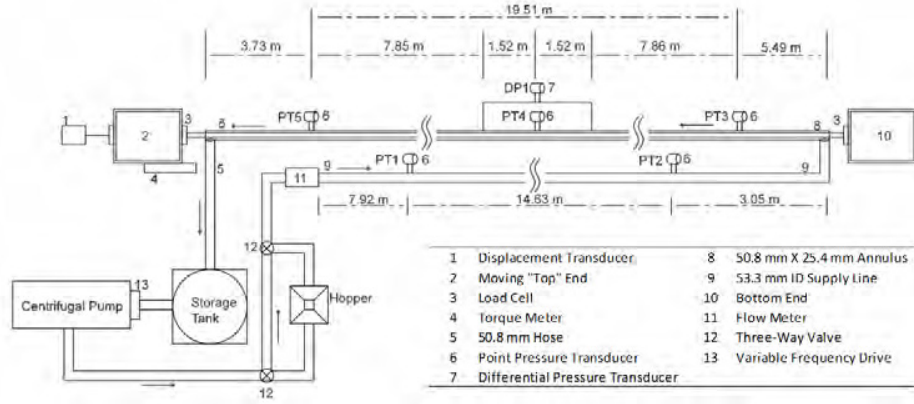 19.51 m
3.73 m 7.85 m 1.52 m 1.52 m 7.86 m 5.49 m
DP1 7
1 2 3 8 PT5 6 PT4 6 PT3 6 8 3 10
4 5 11 9 PT1 6 PT2 6 9
7.92 m 14.63 m 3.05 m
12
13
Centrifugal Pump
Storage
Tank
Hopper
12
1 Displacement Transducer
2 Moving "Top" End
3 Load Cell
4 Torque Meter
5 50.8 mm Hose
6 Point Pressure Transducer
7 Differential Pressure Transducer
8 50.8 mm X 25.4 mm Annulus
9 53.3 mm ID Supply Line
10 Bottom End
11 Flow Meter
12 Three-Way Valve
13 Variable Frequency Drive